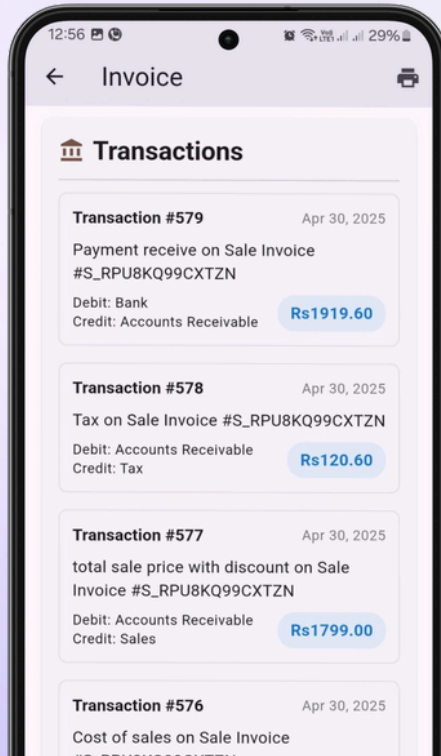 12:56 29%
Invoice
Transactions
Transaction #579 Apr 30, 2025
Payment receive on Sale Invoice
#S_RPU8KQ99CXTZN
Debit: Bank
Credit: Accounts Receivable
Rs1919.60
Transaction #578 Apr 30, 2025
Tax on Sale Invoice #S_RPU8KQ99CXTZN
Debit: Accounts Receivable
Credit: Tax
Rs120.60
Transaction #577 Apr 30, 2025
total sale price with discount on Sale
Invoice #S_RPU8KQ99CXTZN
Debit: Accounts Receivable
Credit: Sales
Rs1799.00
Transaction #576 Apr 30, 2025
Cost of sales on Sale Invoice